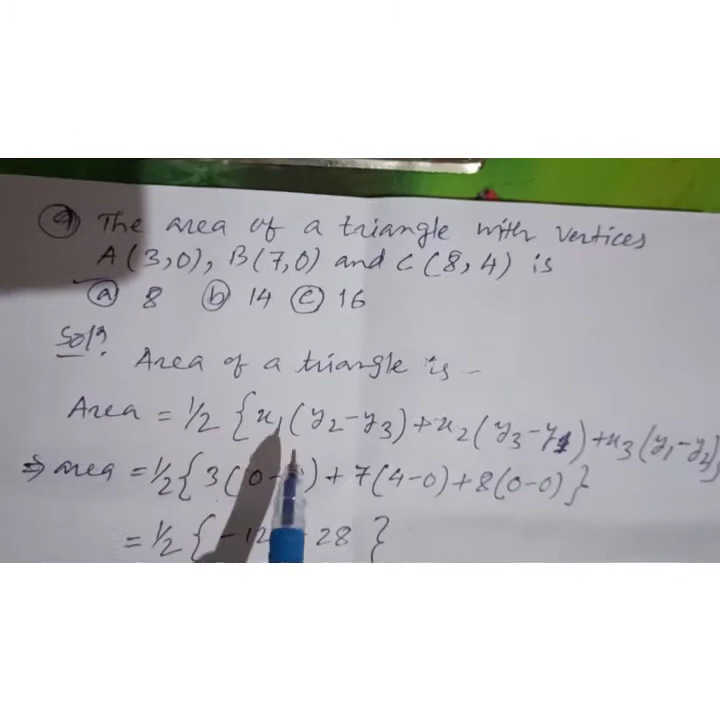 Q The area of a triangle with vertices
A(3,0), B(7,0) and C(8,4) is
(a) 8 (b) 14 (c) 16
Solⁿ. Area of a triangle is -
Area = 1/2 {x₁(y₂-y₃)+x₂(y₃-y₁)+x₃(y₁-y₂)
⇒ area = 1/2{3(0- )+7(4-0)+8(0-0)}
= 1/2{-12 28}